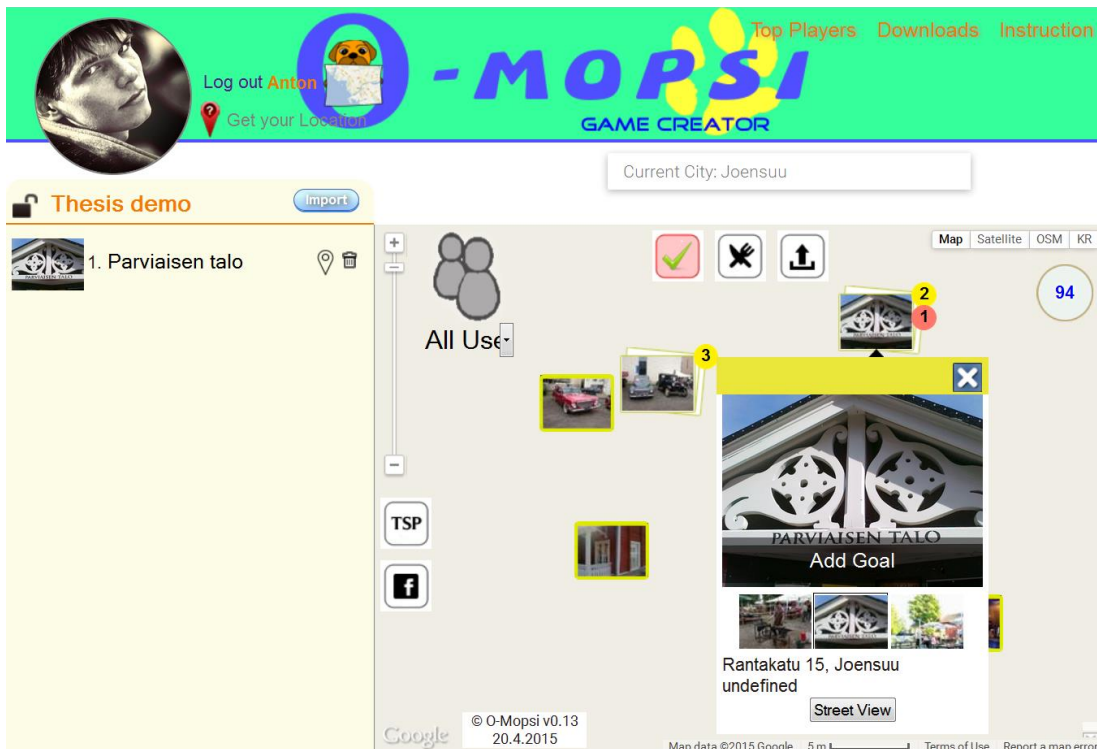 Top Players Downloads Instruction
O-MOPSI
GAME CREATOR
Log out Anton
? Get your Location
Current City: Joensuu
Thesis demo
Import
1. Parviaisen talo
PARVIAISEN TALO
+
Map Satellite OSM KR
94
All Use
2
1
3
PARVIAISEN TALO
Add Goal
TSP
f
Rantakatu 15, Joensuu
undefined
Street View
Google
© O-Mopsi v0.13
20.4.2015
Map data ©2015 Google 5 m Terms of Use Report a map error